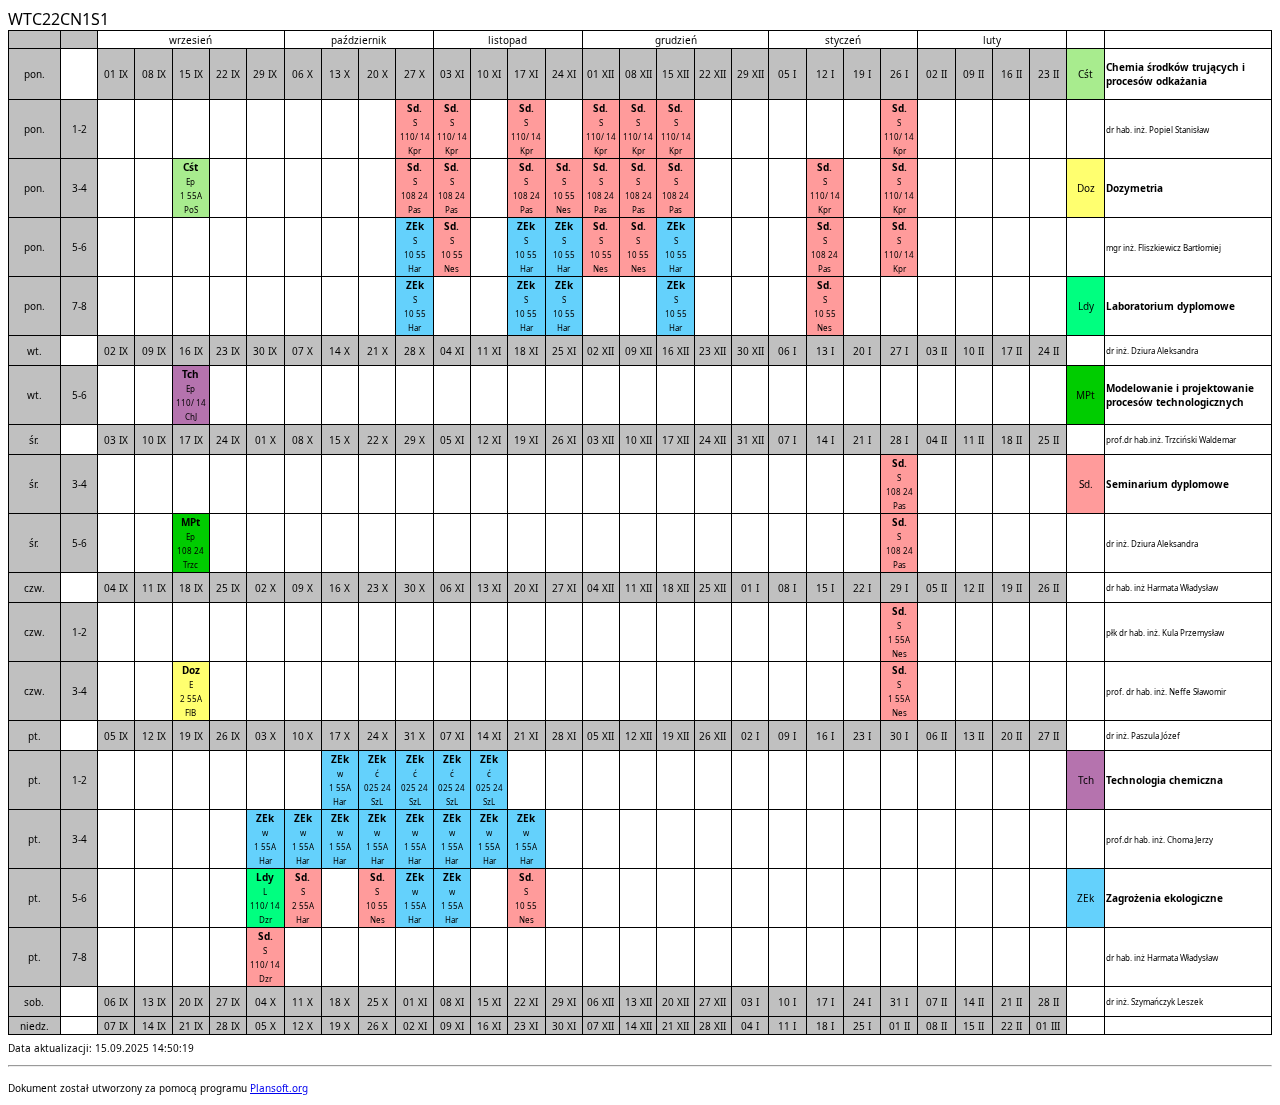 WTC22CN1S1
wrzesień październik listopad grudzień styczeń luty
pon. 01 IX 08 IX 15 IX 22 IX 29 IX 06 X 13 X 20 X 27 X 03 XI 10 XI 17 XI 24 XI 01 XII 08 XII 15 XII 22 XII 29 XII 05 I 12 I 19 I 26 I 02 II 09 II 16 II 23 II Cśt Chemia środków trujących i
procesów odkażania
Sd. Sd. Sd. Sd. Sd. Sd. Sd.
S S S S S S S
pon. 1-2 110/ 14 110/ 14 110/ 14 110/ 14 110/ 14 110/ 14 110/ 14 dr hab. inż. Popiel Stanisław
Kpr Kpr Kpr Kpr Kpr Kpr Kpr
Cśt Sd. Sd. Sd. Sd. Sd. Sd. Sd. Sd. Sd.
Ep S S S S S S S S S
pon. 3-4 1 55A 108 24 108 24 108 24 10 55 108 24 108 24 108 24 110/ 14 110/ 14 Doz Dozymetria
PoS Pas Pas Pas Nes Pas Pas Pas Kpr Kpr
ZEk Sd. ZEk ZEk Sd. Sd. ZEk Sd. Sd.
S S S S S S S S S
pon. 5-6 10 55 10 55 10 55 10 55 10 55 10 55 10 55 108 24 110/ 14 mgr inż. Fliszkiewicz Bartłomiej
Har Nes Har Har Nes Nes Har Pas Kpr
ZEk ZEk ZEk ZEk Sd.
S S S S S
pon. 7-8 10 55 10 55 10 55 10 55 10 55 Ldy Laboratorium dyplomowe
Har Har Har Har Nes
wt. 02 IX 09 IX 16 IX 23 IX 30 IX 07 X 14 X 21 X 28 X 04 XI 11 XI 18 XI 25 XI 02 XII 09 XII 16 XII 23 XII 30 XII 06 I 13 I 20 I 27 I 03 II 10 II 17 II 24 II dr inż. Dziura Aleksandra
Tch
Ep
wt. 5-6 110/ 14 MPt Modelowanie i projektowanie
procesów technologicznych
ChJ
śr. 03 IX 10 IX 17 IX 24 IX 01 X 08 X 15 X 22 X 29 X 05 XI 12 XI 19 XI 26 XI 03 XII 10 XII 17 XII 24 XII 31 XII 07 I 14 I 21 I 28 I 04 II 11 II 18 II 25 II prof.dr hab.inż. Trzciński Waldemar
Sd.
S
śr. 3-4 108 24 Sd. Seminarium dyplomowe
Pas
MPt Sd.
Ep S
śr. 5-6 108 24 108 24 dr inż. Dziura Aleksandra
Trzc Pas
czw. 04 IX 11 IX 18 IX 25 IX 02 X 09 X 16 X 23 X 30 X 06 XI 13 XI 20 XI 27 XI 04 XII 11 XII 18 XII 25 XII 01 I 08 I 15 I 22 I 29 I 05 II 12 II 19 II 26 II dr hab. inż Harmata Władysław
Sd.
S
czw. 1-2 1 55A płk dr hab. inż. Kula Przemysław
Nes
Doz Sd.
E S
czw. 3-4 2 55A 1 55A prof. dr hab. inż. Neffe Sławomir
FlB Nes
pt. 05 IX 12 IX 19 IX 26 IX 03 X 10 X 17 X 24 X 31 X 07 XI 14 XI 21 XI 28 XI 05 XII 12 XII 19 XII 26 XII 02 I 09 I 16 I 23 I 30 I 06 II 13 II 20 II 27 II dr inż. Paszula Józef
ZEk ZEk ZEk ZEk ZEk
w ć ć ć ć
pt. 1-2 1 55A 025 24 025 24 025 24 025 24 Tch Technologia chemiczna
Har SzL SzL SzL SzL
ZEk ZEk ZEk ZEk ZEk ZEk ZEk ZEk
w w w w w w w w
pt. 3-4 1 55A 1 55A 1 55A 1 55A 1 55A 1 55A 1 55A 1 55A prof.dr hab. inż. Choma Jerzy
Har Har Har Har Har Har Har Har
Ldy Sd. Sd. ZEk ZEk Sd.
L S S w w S
pt. 5-6 110/ 14 2 55A 10 55 1 55A 1 55A 10 55 ZEk Zagrożenia ekologiczne
Dzr Har Nes Har Har Nes
Sd.
S
pt. 7-8 110/ 14 dr hab. inż Harmata Władysław
Dzr
sob. 06 IX 13 IX 20 IX 27 IX 04 X 11 X 18 X 25 X 01 XI 08 XI 15 XI 22 XI 29 XI 06 XII 13 XII 20 XII 27 XII 03 I 10 I 17 I 24 I 31 I 07 II 14 II 21 II 28 II dr inż. Szymańczyk Leszek
niedz. 07 IX 14 IX 21 IX 28 IX 05 X 12 X 19 X 26 X 02 XI 09 XI 16 XI 23 XI 30 XI 07 XII 14 XII 21 XII 28 XII 04 I 11 I 18 I 25 I 01 II 08 II 15 II 22 II 01 III
Data aktualizacji: 15.09.2025 14:50:19
Dokument został utworzony za pomocą programu Plansoft.org